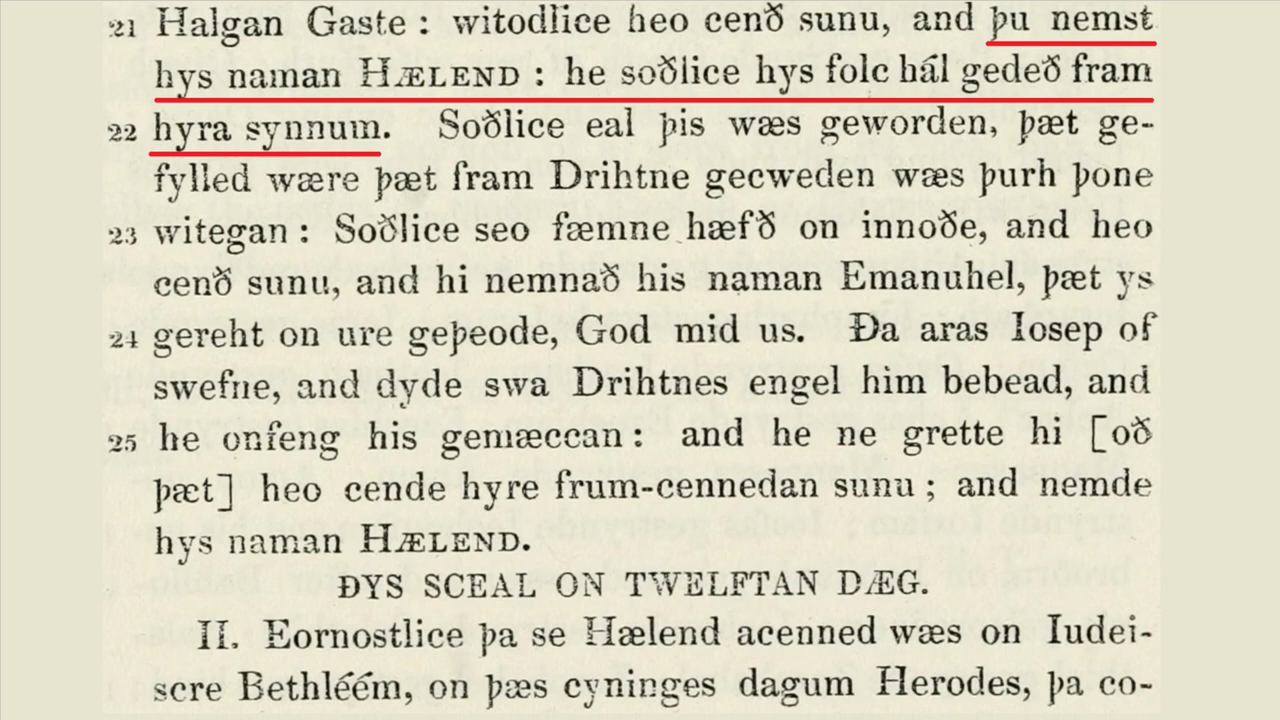 21 Halgan Gaste : witodlice heo cenð sunu, and þu nemst
hys naman HÆLEND : he soðlice hys folc hál gedeð fram
22 hyra synnum. Soðlice eal þis wæs geworden, þæt ge-
fylled wære þæt fram Drihtne gecweden wæs þurh þone
23 witegan : Soðlice seo fæmne hæfð on innoðe, and heo
cenð sunu, and hi nemnað his naman Emanuhel, þæt ys
24 gereht on ure geþeode, God mid us. Ða aras Iosep of
swefne, and dyde swa Drihtnes engel him bebead, and
25 he onfeng his gemæccan : and he ne grette hi [oð
þæt] heo cende hyre frum-cennedan sunu ; and nemde
hys naman HÆLEND.
ÐYS SCEAL ON TWELFTAN DÆG.
II. Eornostlice þa se Hælend acenned wæs on Iudei-
scre Bethléém, on þæs cyninges dagum Herodes, þa co-